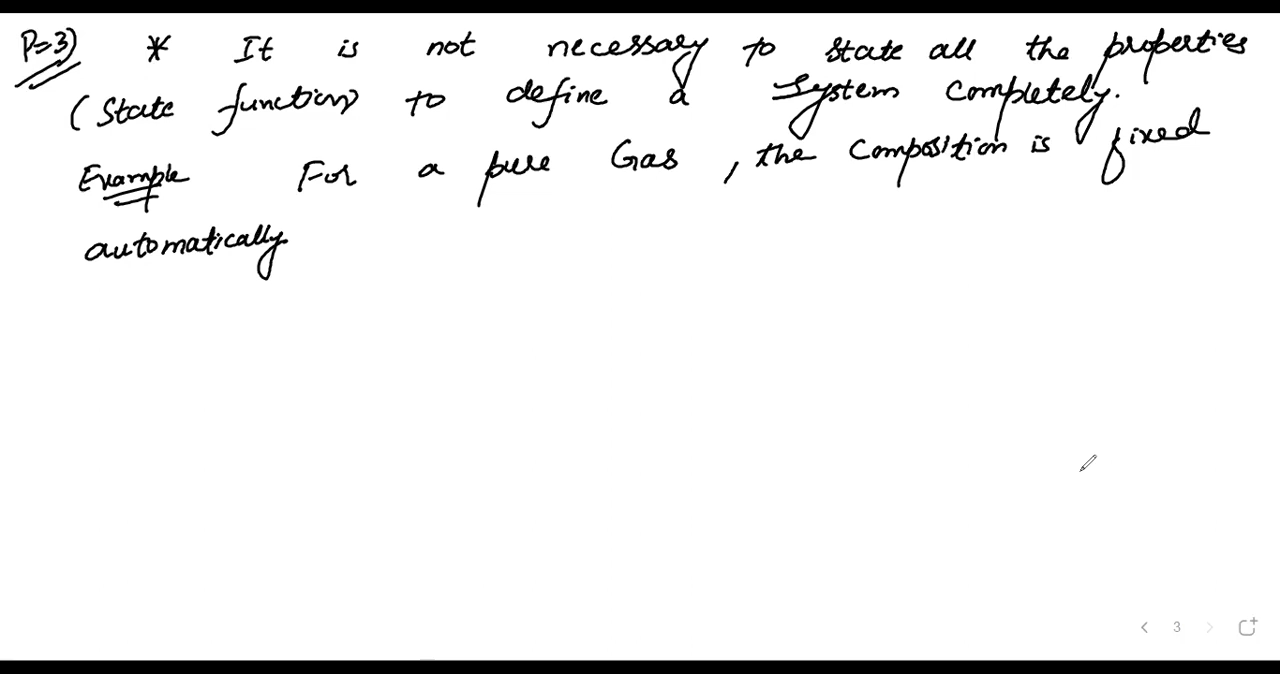 P=3) * It is not necessary to state all the properties
(State function) to define a System completely.
Example For a pure Gas, the composition is fixed
automatically.
3